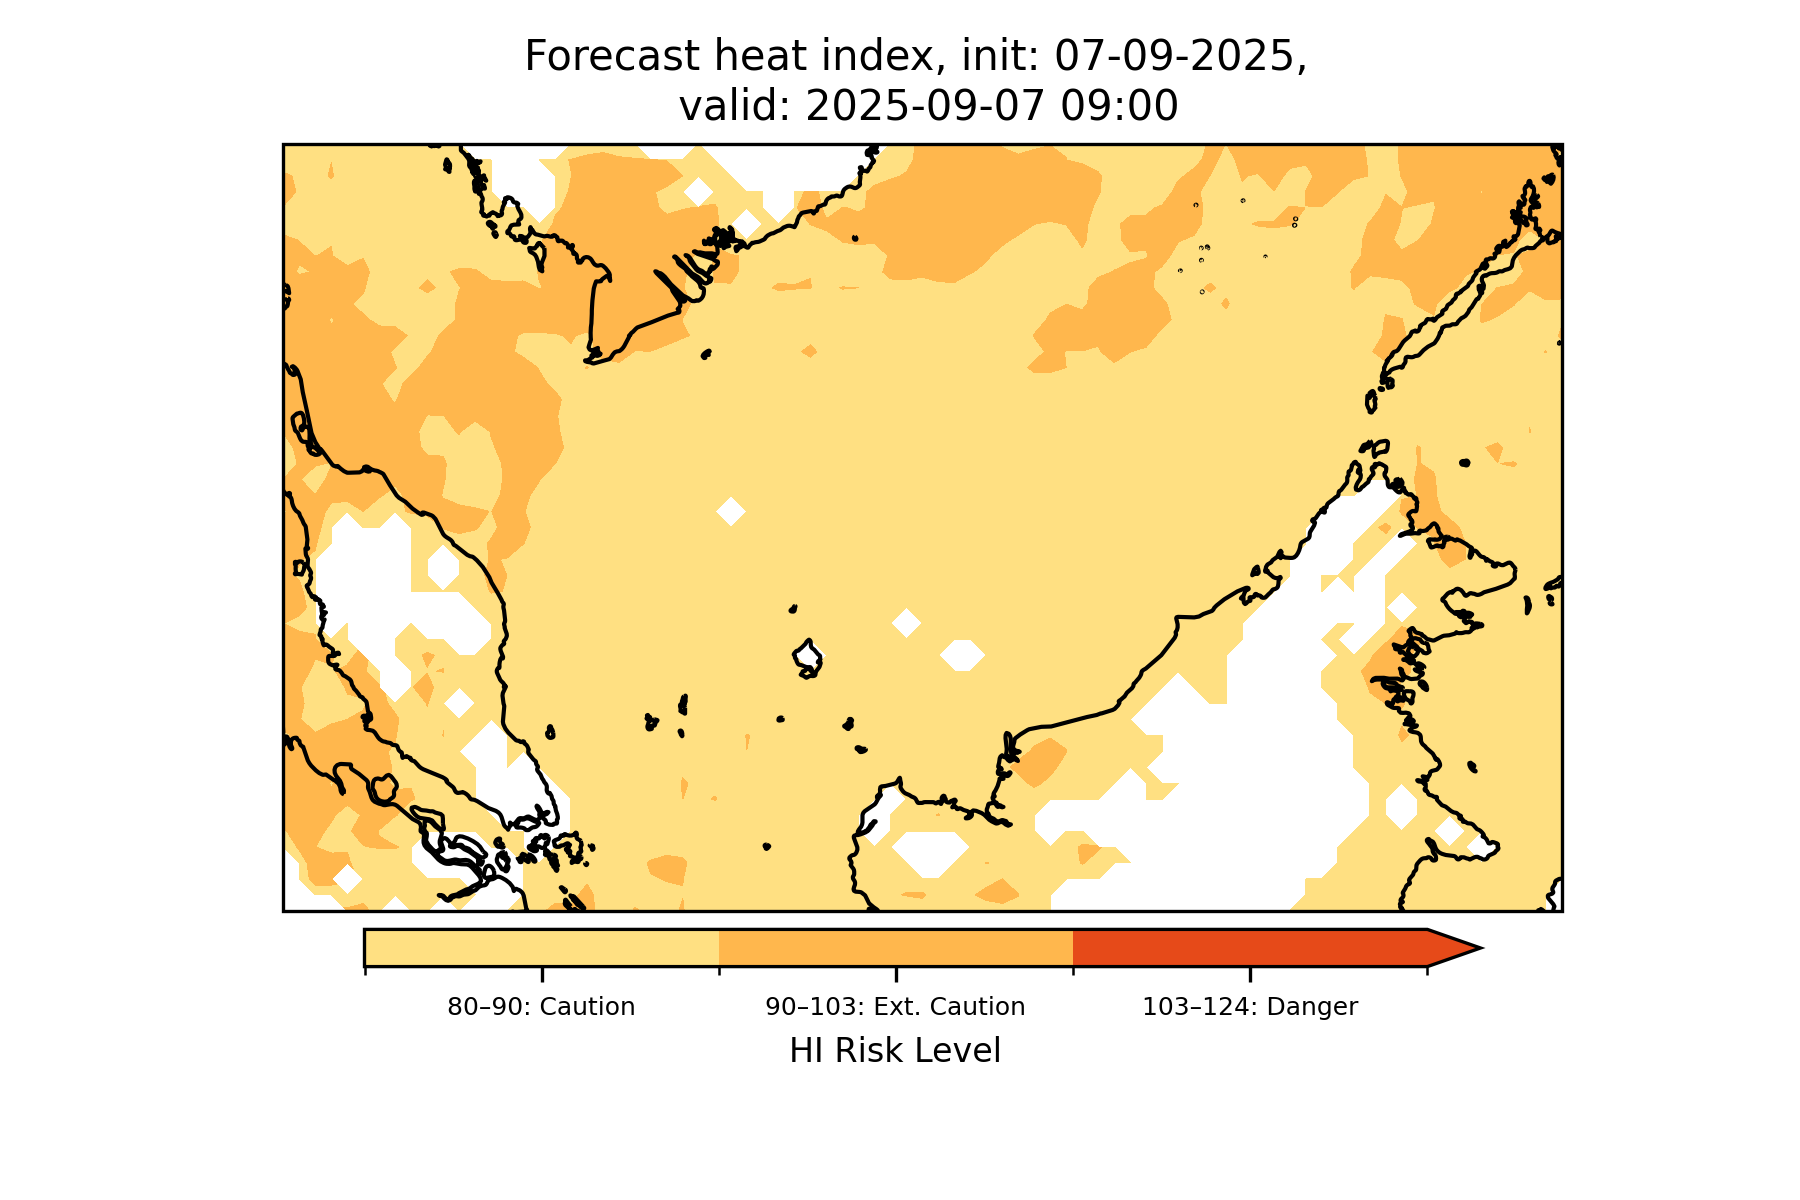 Forecast heat index, init: 07-09-2025,
valid: 2025-09-07 09:00
80–90: Caution
90–103: Ext. Caution
103–124: Danger
HI Risk Level